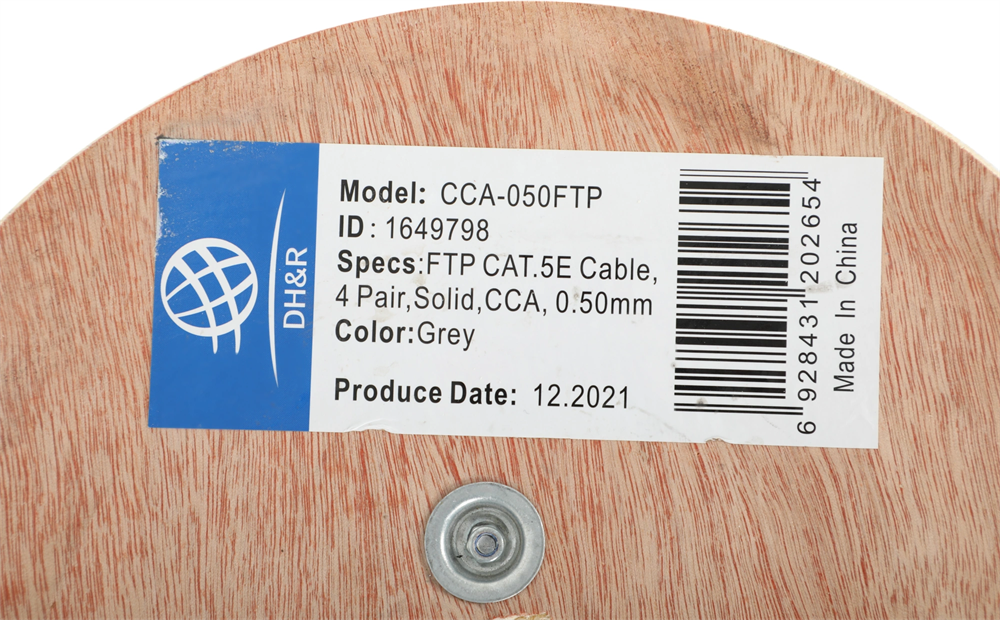 DH&R
Model: CCA-050FTP
ID : 1649798
Specs:FTP CAT.5E Cable,
4 Pair,Solid,CCA, 0.50mm
Color:Grey
Produce Date: 12.2021
6 928431 202654
Made In China